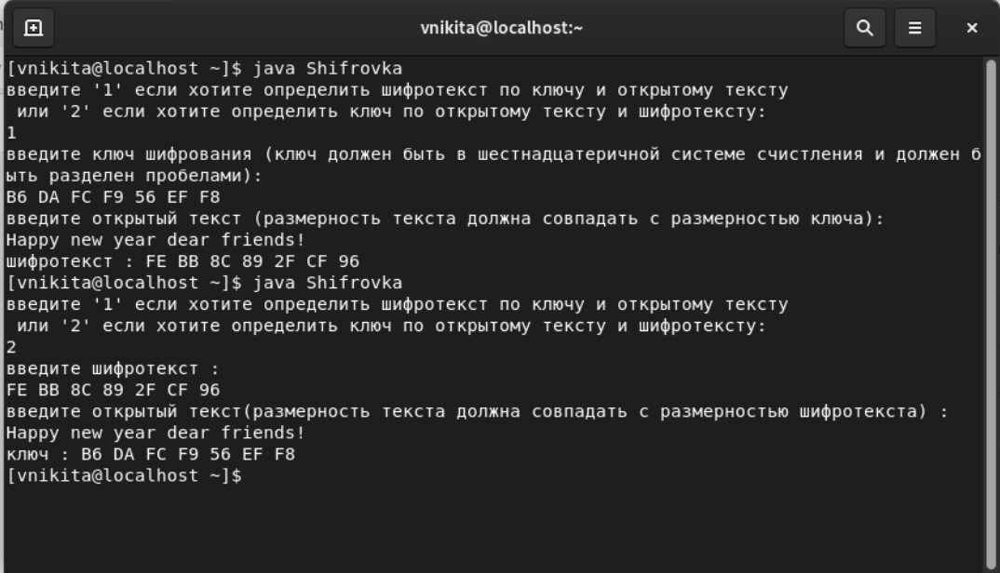 vnikita@localhost:~
[vnikita@localhost ~]$ java Shifrovka
введите '1' если хотите определить шифротекст по ключу и открытому тексту
или '2' если хотите определить ключ по открытому тексту и шифротексту:
1
введите ключ шифрования (ключ должен быть в шестнадцатеричной системе счистления и должен б
ыть разделен пробелами):
B6 DA FC F9 56 EF F8
введите открытый текст (размерность текста должна совпадать с размерностью ключа):
Happy new year dear friends!
шифротекст : FE BB 8C 89 2F CF 96
[vnikita@localhost ~]$ java Shifrovka
введите '1' если хотите определить шифротекст по ключу и открытому тексту
или '2' если хотите определить ключ по открытому тексту и шифротексту:
2
введите шифротекст :
FE BB 8C 89 2F CF 96
введите открытый текст(размерность текста должна совпадать с размерностью шифротекста) :
Happy new year dear friends!
ключ : B6 DA FC F9 56 EF F8
[vnikita@localhost ~]$